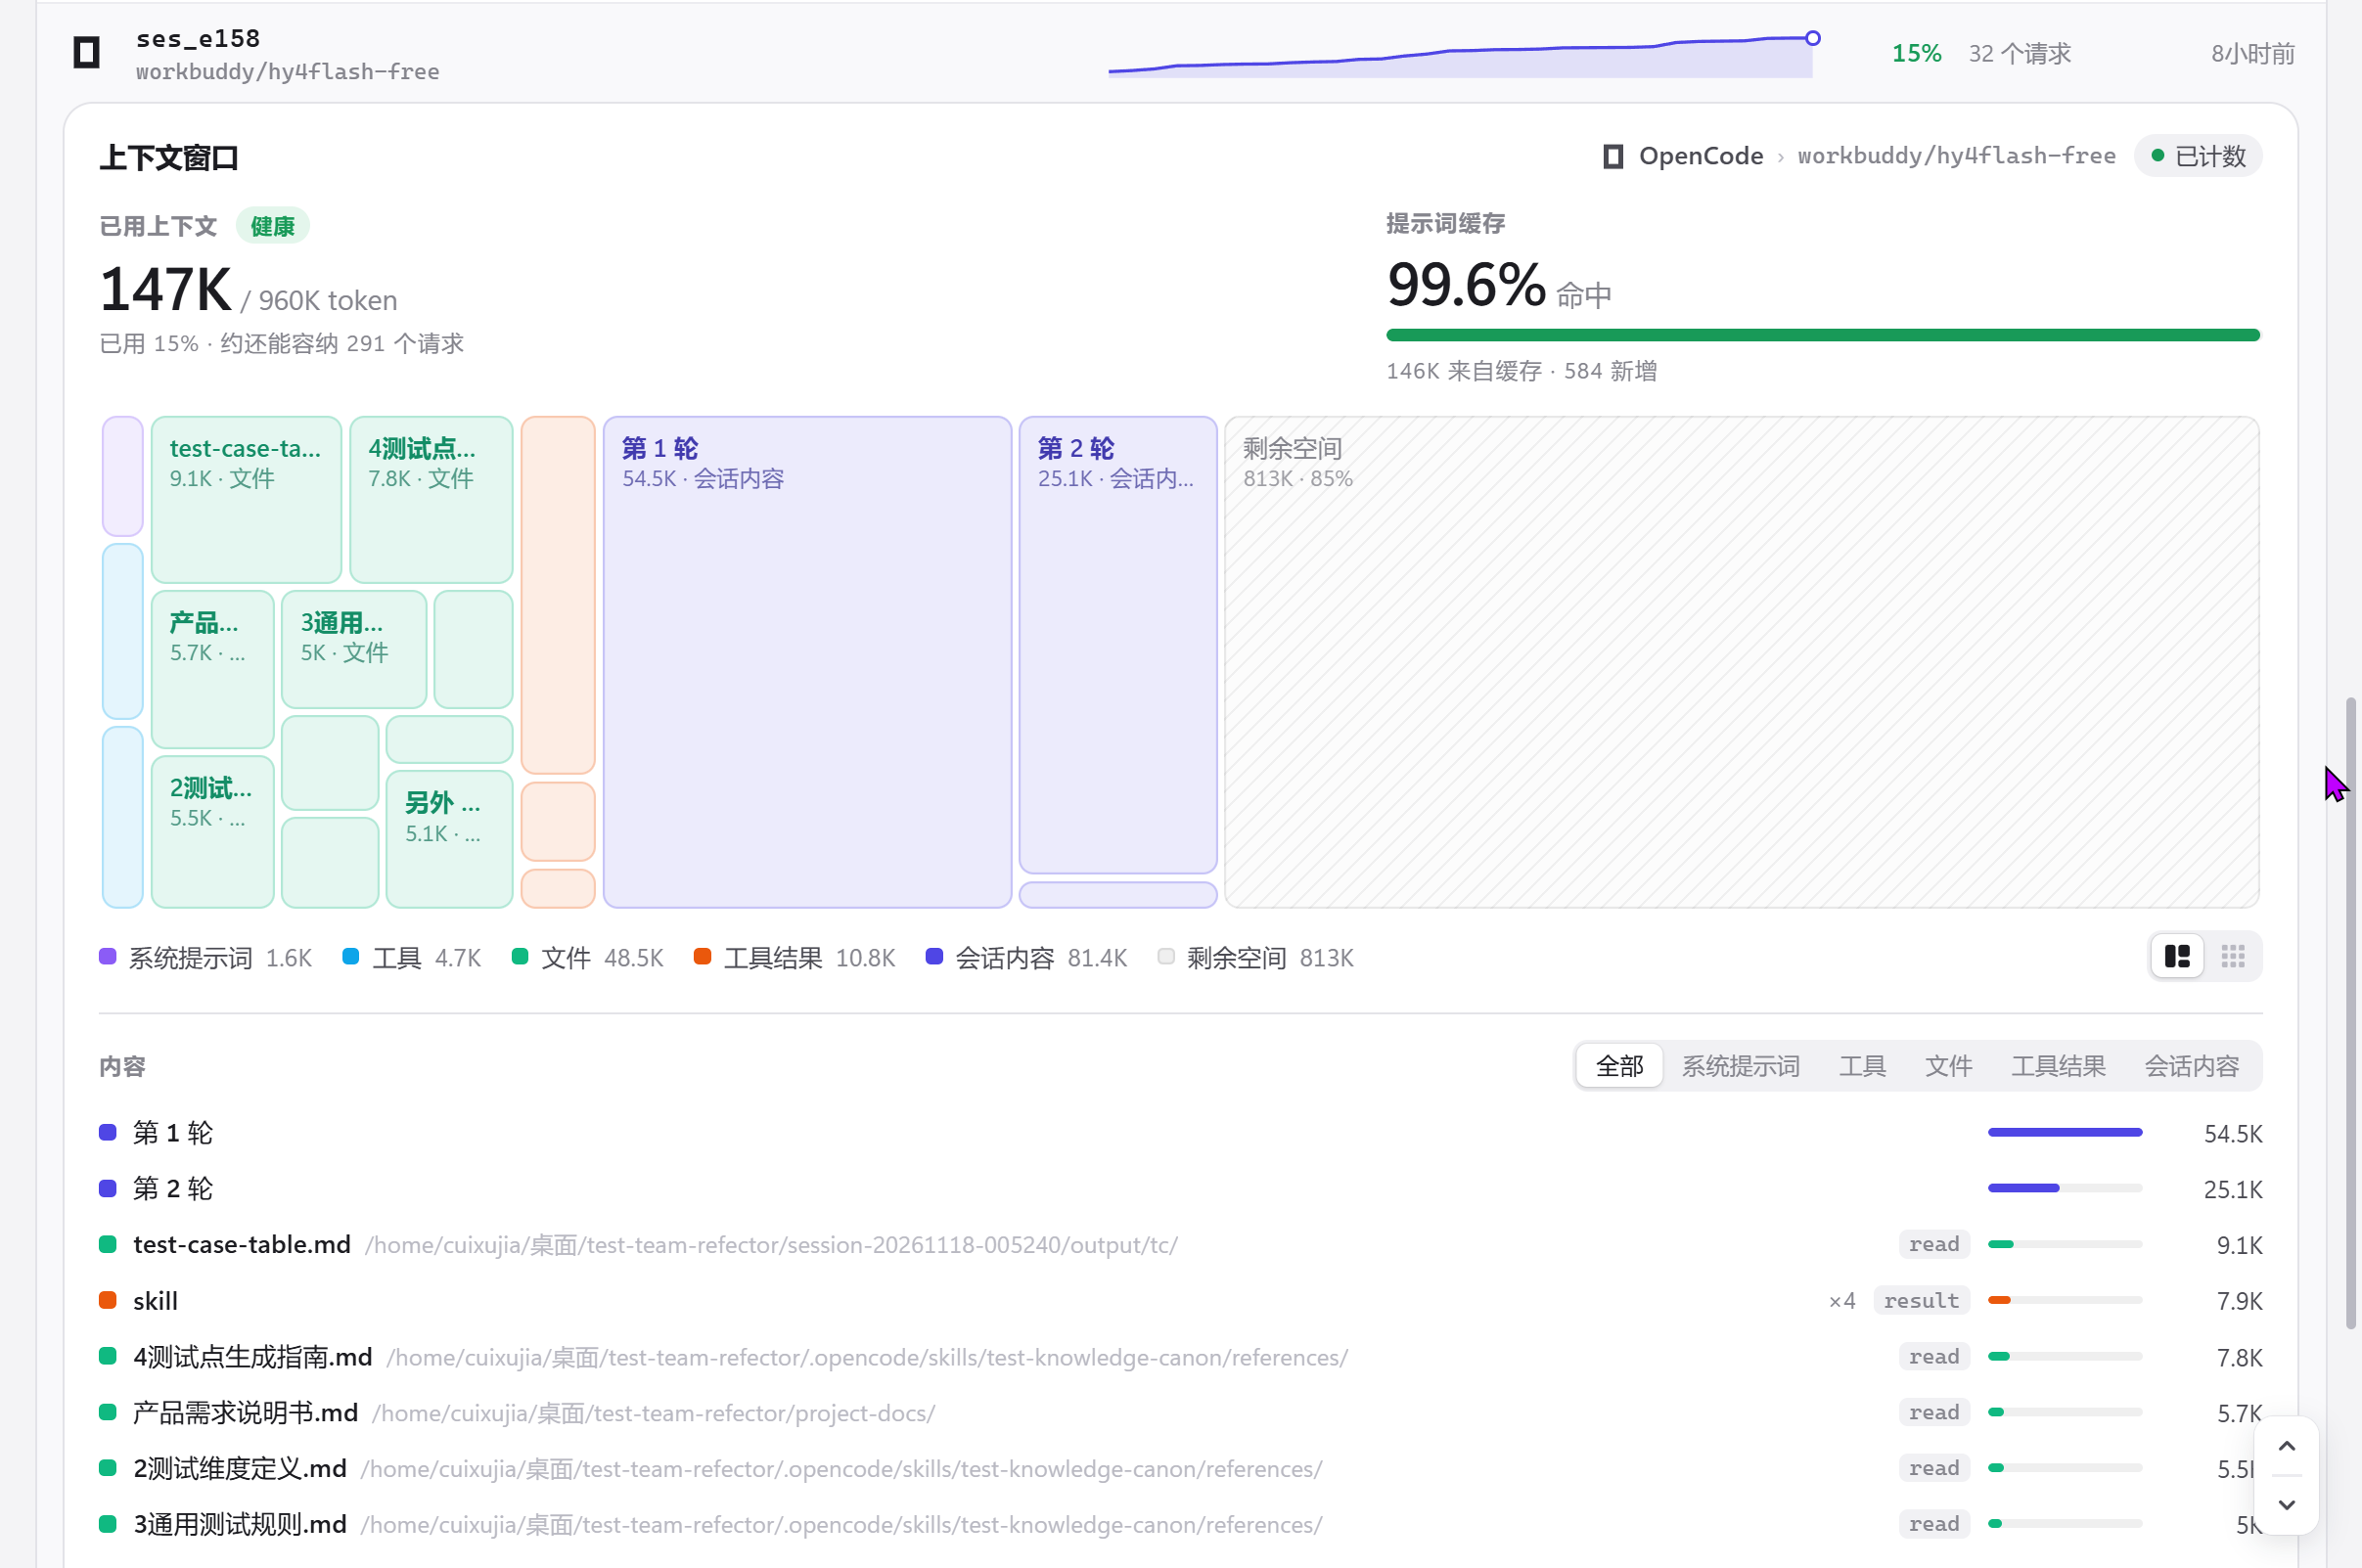 ses_e158
workbuddy/hy4flash-free
15% 32 个请求 8小时前
上下文窗口
OpenCode › workbuddy/hy4flash-free 已计数
已用上下文 健康
147K / 960K token
已用 15% · 约还能容纳 291 个请求
提示词缓存
99.6% 命中
146K 来自缓存 · 584 新增
test-case-ta...
9.1K · 文件
4测试点...
7.8K · 文件
产品...
5.7K · ...
3通用...
5K · 文件
2测试...
5.5K · ...
另外 ...
5.1K · ...
第 1 轮
54.5K · 会话内容
第 2 轮
25.1K · 会话内...
剩余空间
813K · 85%
系统提示词 1.6K 工具 4.7K 文件 48.5K 工具结果 10.8K 会话内容 81.4K 剩余空间 813K
内容
全部 系统提示词 工具 文件 工具结果 会话内容
第 1 轮 54.5K
第 2 轮 25.1K
test-case-table.md /home/cuixujia/桌面/test-team-refector/session-20261118-005240/output/tc/ read 9.1K
skill ×4 result 7.9K
4测试点生成指南.md /home/cuixujia/桌面/test-team-refector/.opencode/skills/test-knowledge-canon/references/ read 7.8K
产品需求说明书.md /home/cuixujia/桌面/test-team-refector/project-docs/ read 5.7K
2测试维度定义.md /home/cuixujia/桌面/test-team-refector/.opencode/skills/test-knowledge-canon/references/ read 5.5K
3通用测试规则.md /home/cuixujia/桌面/test-team-refector/.opencode/skills/test-knowledge-canon/references/ read 5K